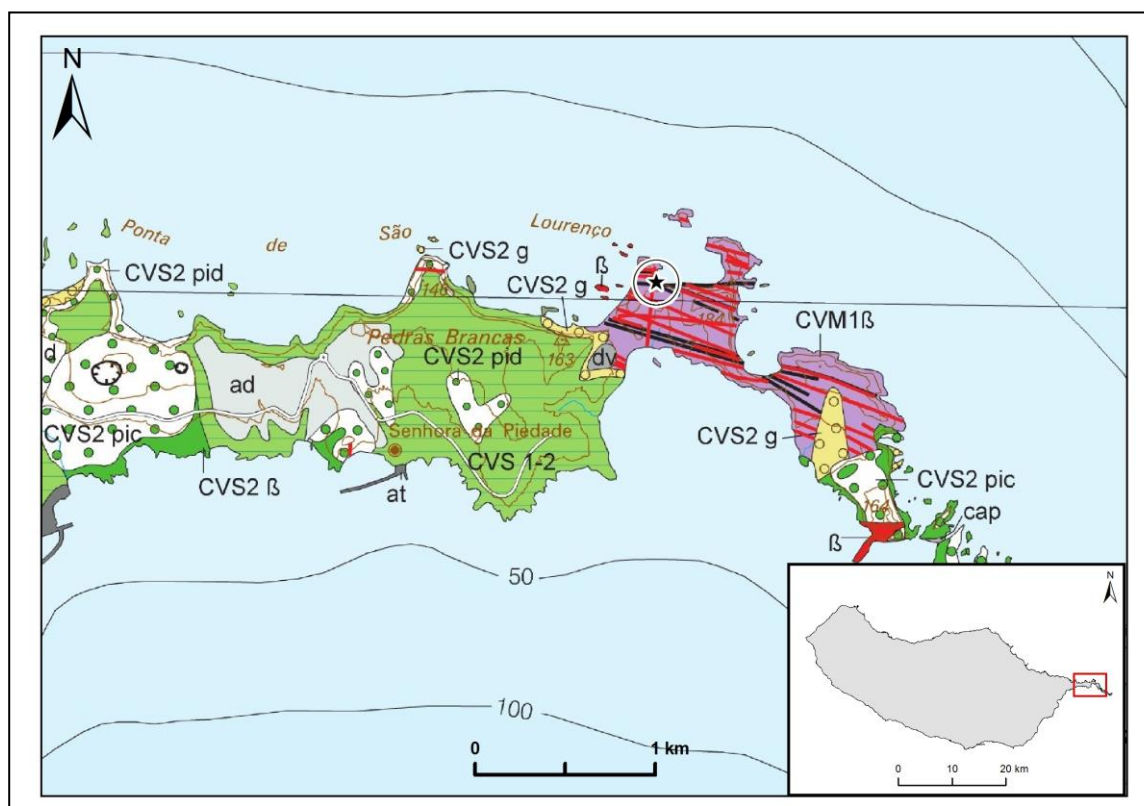 N
Ponta de São Lourenço
CVS2 g
CVS2 pid
CVS2 g
ß
146
184
CVM1ß
Pedras Brancas
163
dv
d
CVS2 pid
ad
CVS2 g
CVS2 pic
Senhora da Piedade
CVS 1-2
CVS2 pic
CVS2 ß
at
164
cap
ß
50
100
0 1 km
N
0 10 20 km